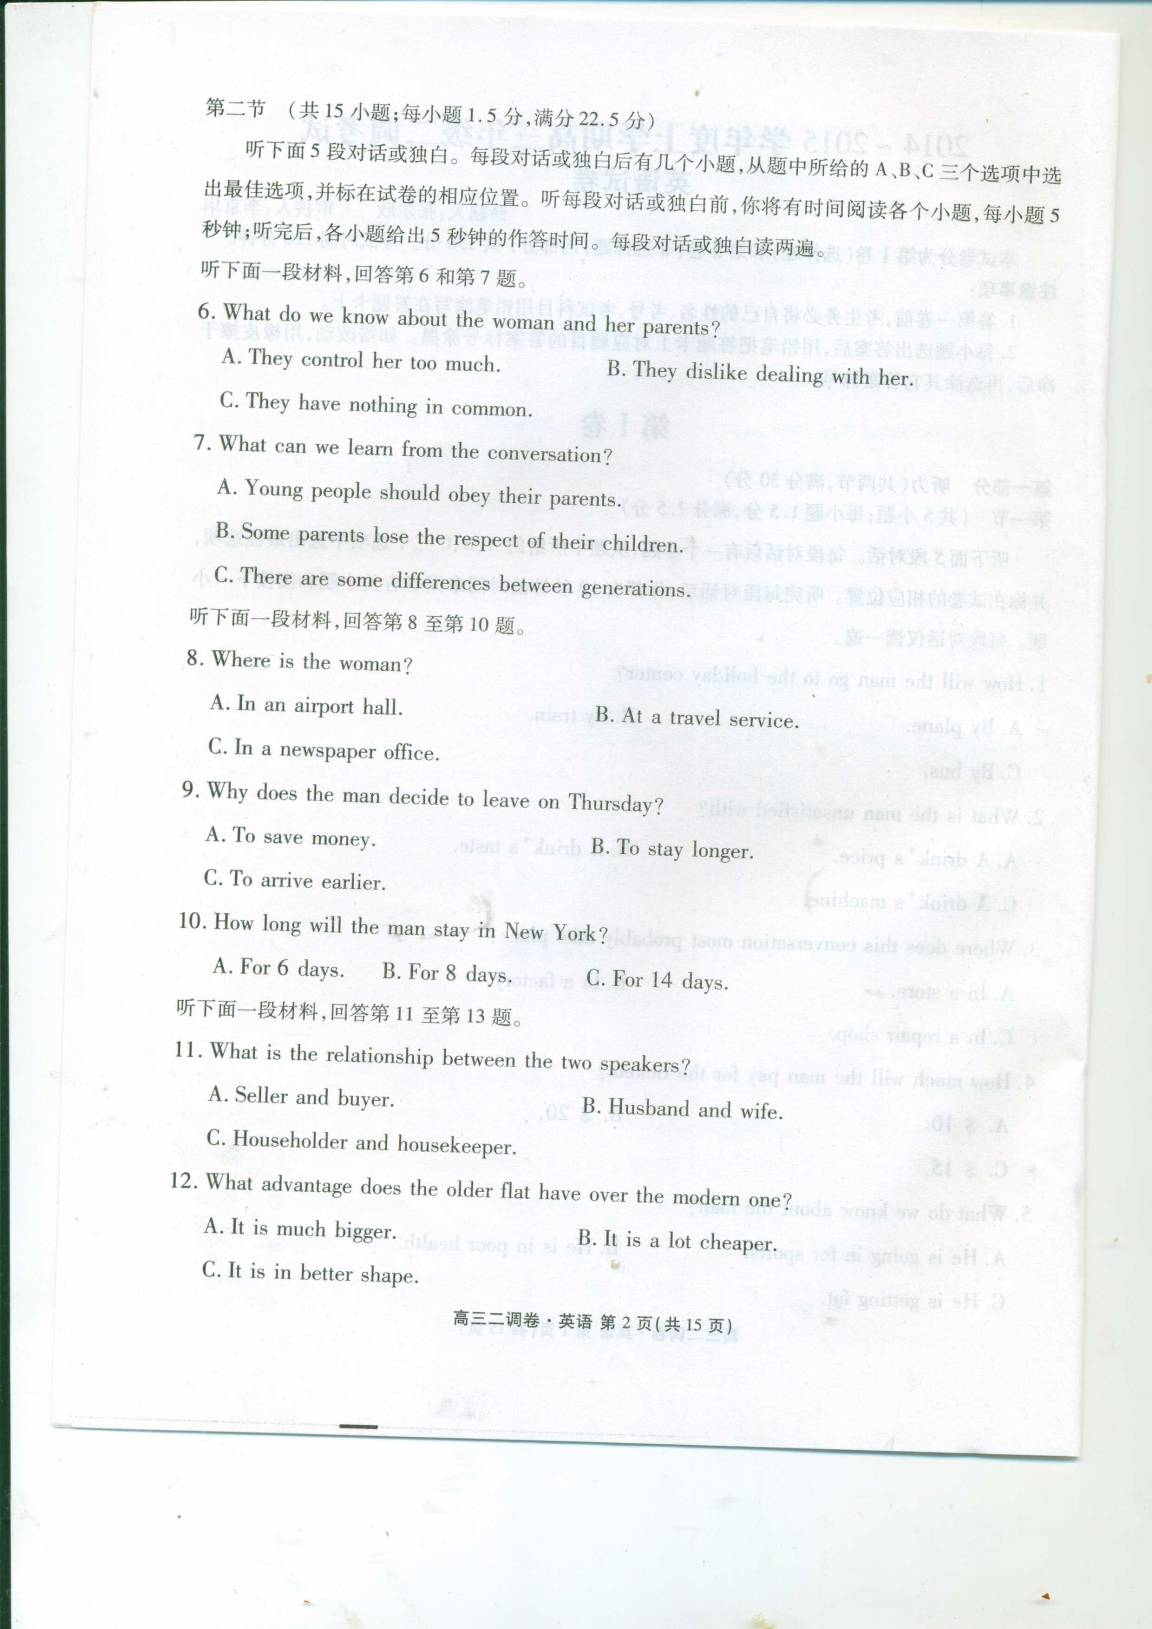 第二节 (共15小题;每小题1.5分,满分22.5分)
听下面5段对话或独白。每段对话或独白后有几个小题,从题中所给的A、B、C三个选项中选
出最佳选项,并标在试卷的相应位置。听每段对话或独白前,你将有时间阅读各个小题,每小题5
秒钟;听完后,各小题给出5秒钟的作答时间。每段对话或独白读两遍。
听下面一段材料,回答第6和第7题。
6. What do we know about the woman and her parents?
A. They control her too much. B. They dislike dealing with her.
C. They have nothing in common.
7. What can we learn from the conversation?
A. Young people should obey their parents.
B. Some parents lose the respect of their children.
C. There are some differences between generations.
听下面一段材料,回答第8至第10题。
8. Where is the woman?
A. In an airport hall. B. At a travel service.
C. In a newspaper office.
9. Why does the man decide to leave on Thursday?
A. To save money. B. To stay longer.
C. To arrive earlier.
10. How long will the man stay in New York?
A. For 6 days. B. For 8 days. C. For 14 days.
听下面一段材料,回答第11至第13题。
11. What is the relationship between the two speakers?
A. Seller and buyer. B. Husband and wife.
C. Householder and housekeeper.
12. What advantage does the older flat have over the modern one?
A. It is much bigger. B. It is a lot cheaper.
C. It is in better shape.
高三二调卷·英语 第2页(共15页)